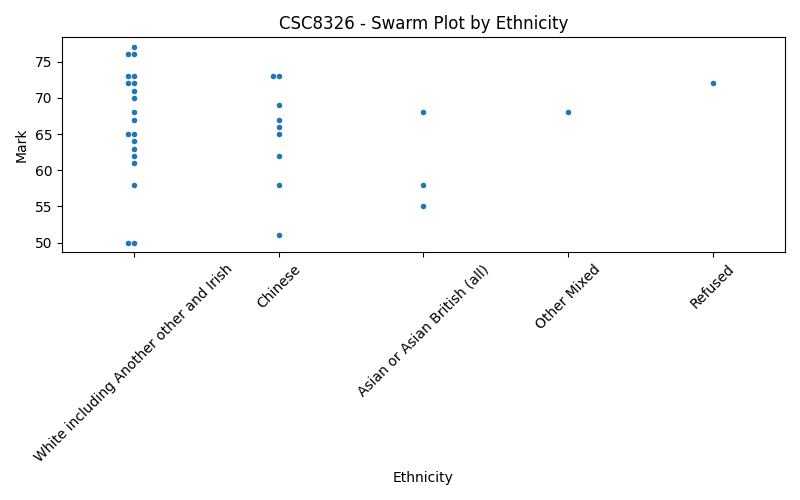 CSC8326 - Swarm Plot by Ethnicity
Mark
75
70
65
60
55
50
White including Another other and Irish
Chinese
Asian or Asian British (all)
Other Mixed
Refused
Ethnicity